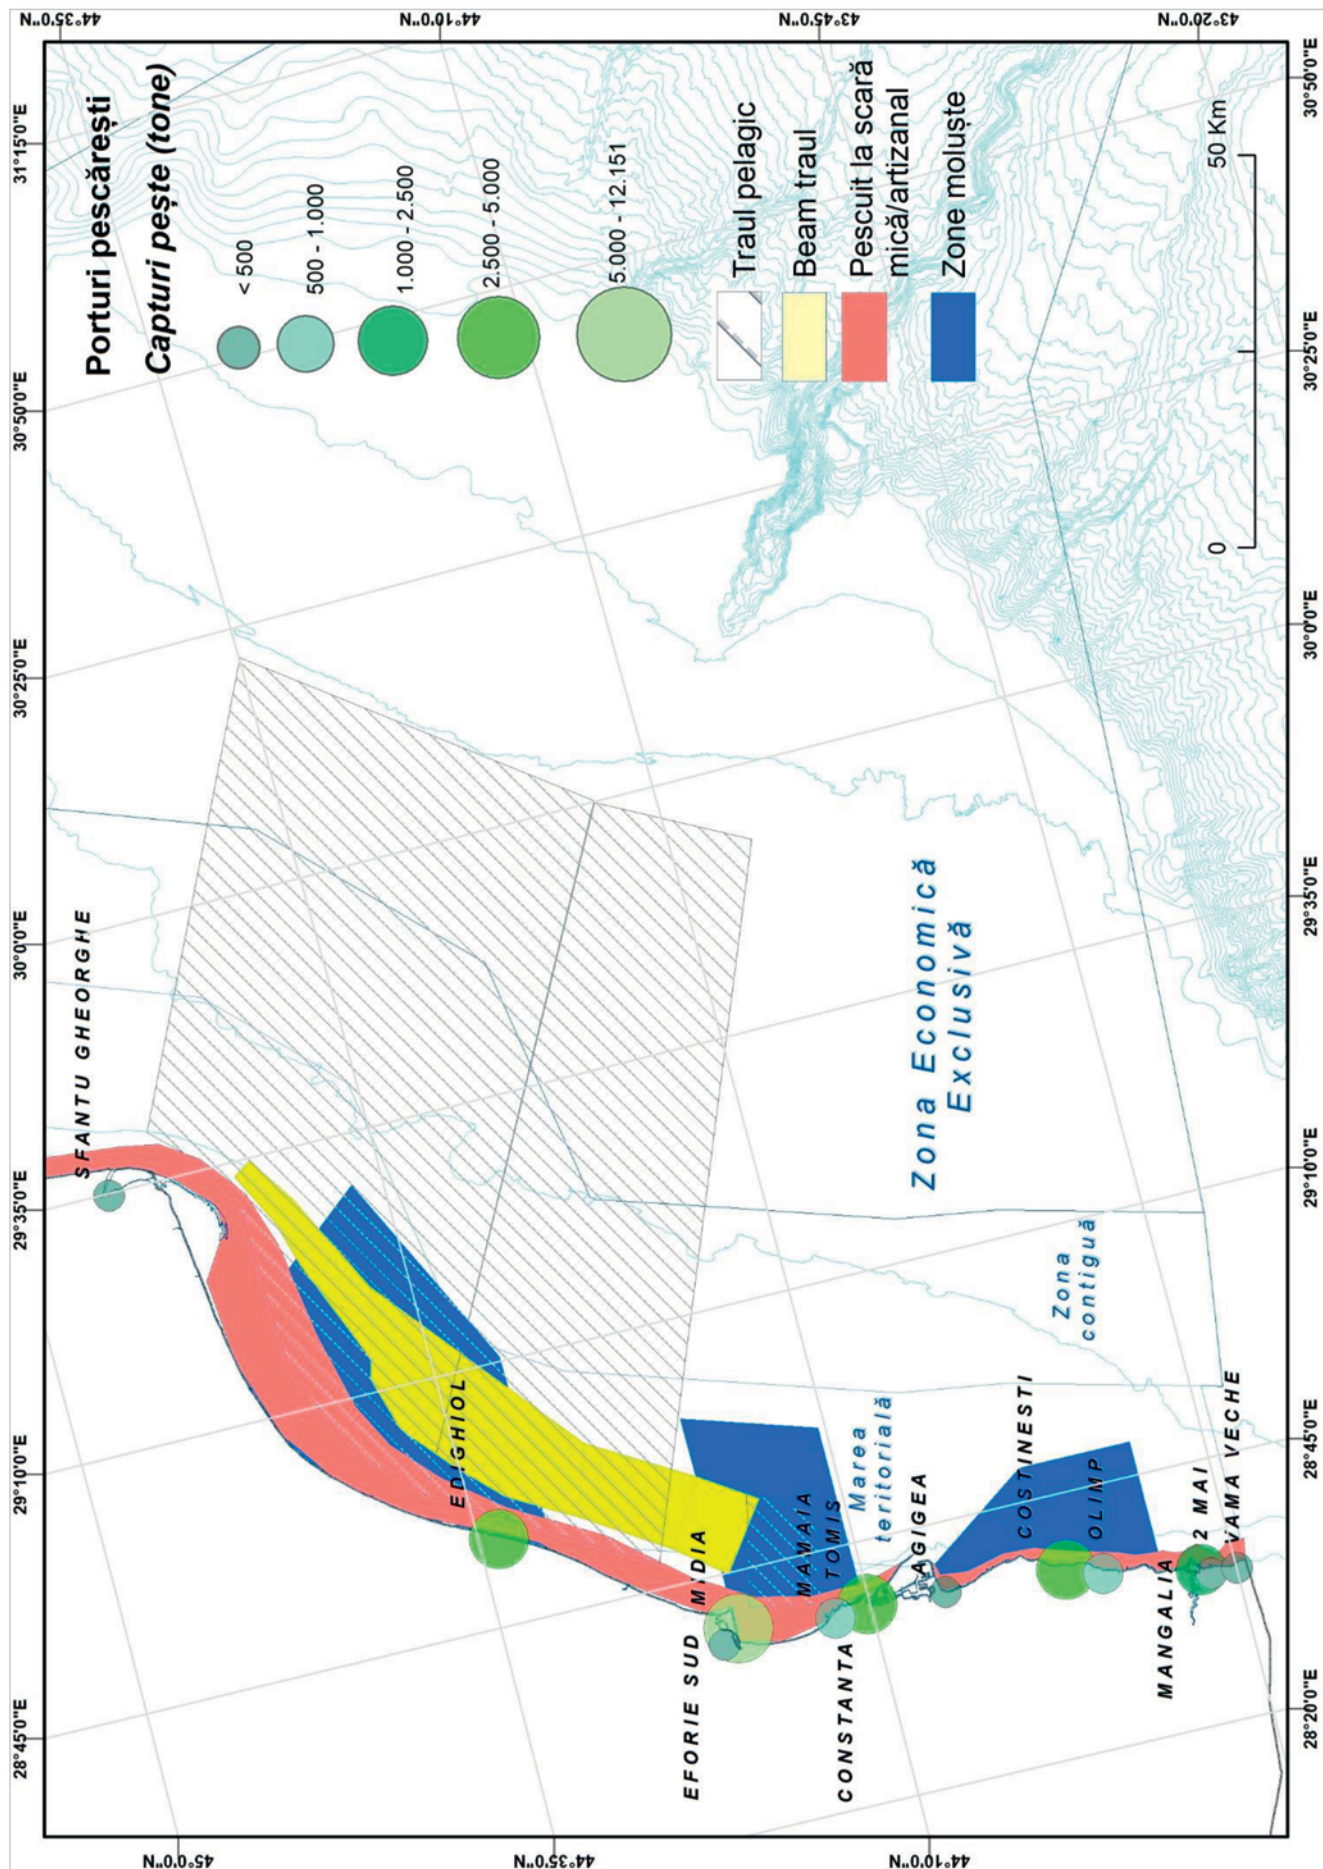 44°35'0"N
44°10'0"N
43°45'0"N
43°20'0"N
31°15'0"E
30°50'0"E
30°25'0"E
30°0'0"E
29°35'0"E
29°10'0"E
28°45'0"E
30°50'0"E
30°25'0"E
30°0'0"E
29°35'0"E
29°10'0"E
28°45'0"E
28°20'0"E
45°0'0"N
44°35'0"N
44°10'0"N
Porturi pescărești
Capturi pește (tone)
< 500
500 - 1.000
1.000 - 2.500
2.500 - 5.000
5.000 - 12.151
Traul pelagic
Beam traul
Pescuit la scară
mică/artizanal
Zone moluște
0
50 Km
SFANTU GHEORGHE
EDIGHIOL
MIDIA
EFORIE SUD
MAMAIA
TOMIS
CONSTANTA
AGIGEA
COSTINESTI
OLIMP
MANGALIA
2 MAI
VAMA VECHE
Marea
teritorială
Zona
contiguă
Zona Economică
Exclusivă